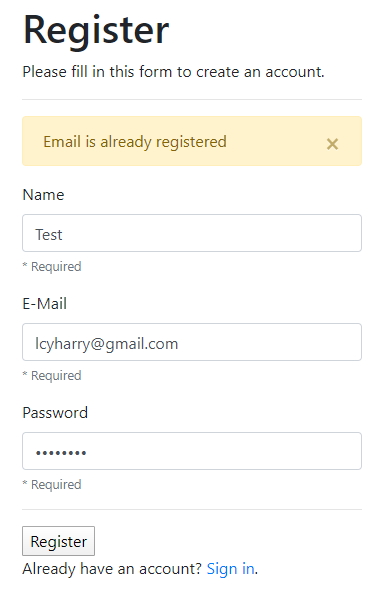 Register
Please fill in this form to create an account.
Email is already registered ×
Name
Test
* Required
E-Mail
lcyharry@gmail.com
* Required
Password
••••••••
* Required
Register
Already have an account? Sign in.